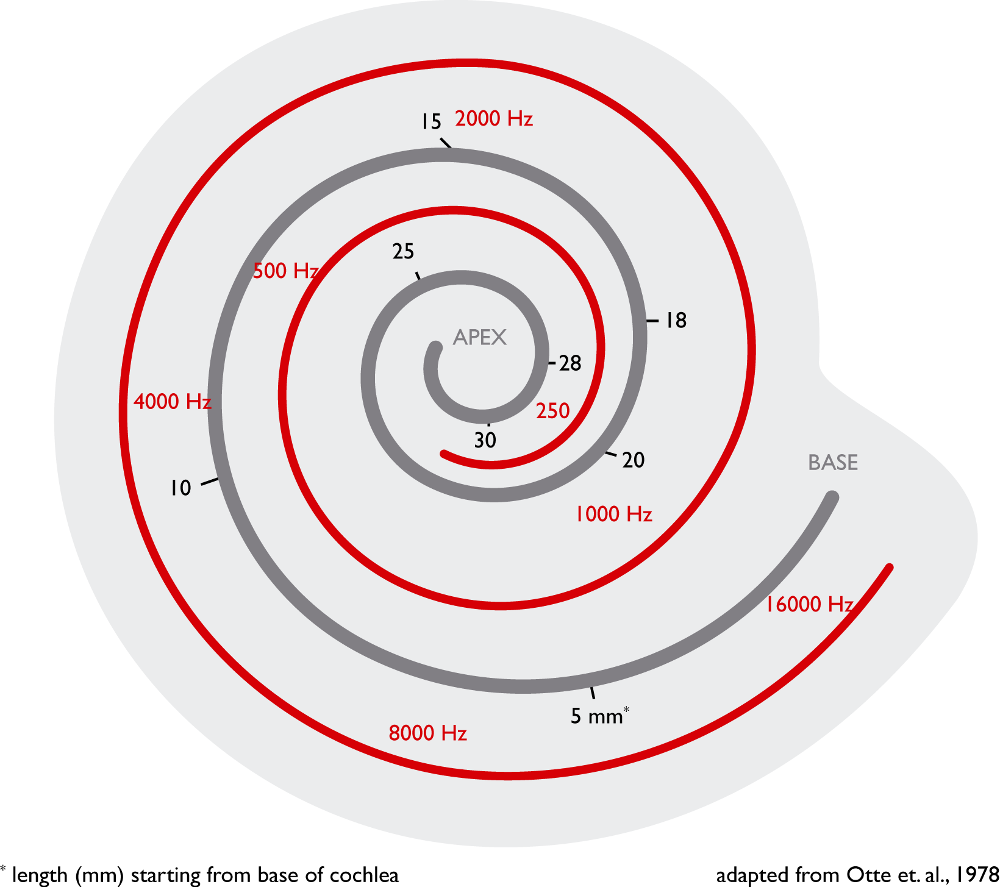 15 2000 Hz
25
500 Hz
18
APEX
28
4000 Hz
250
30
20
BASE
10
1000 Hz
16000 Hz
5 mm*
8000 Hz
* length (mm) starting from base of cochlea
adapted from Otte et. al., 1978